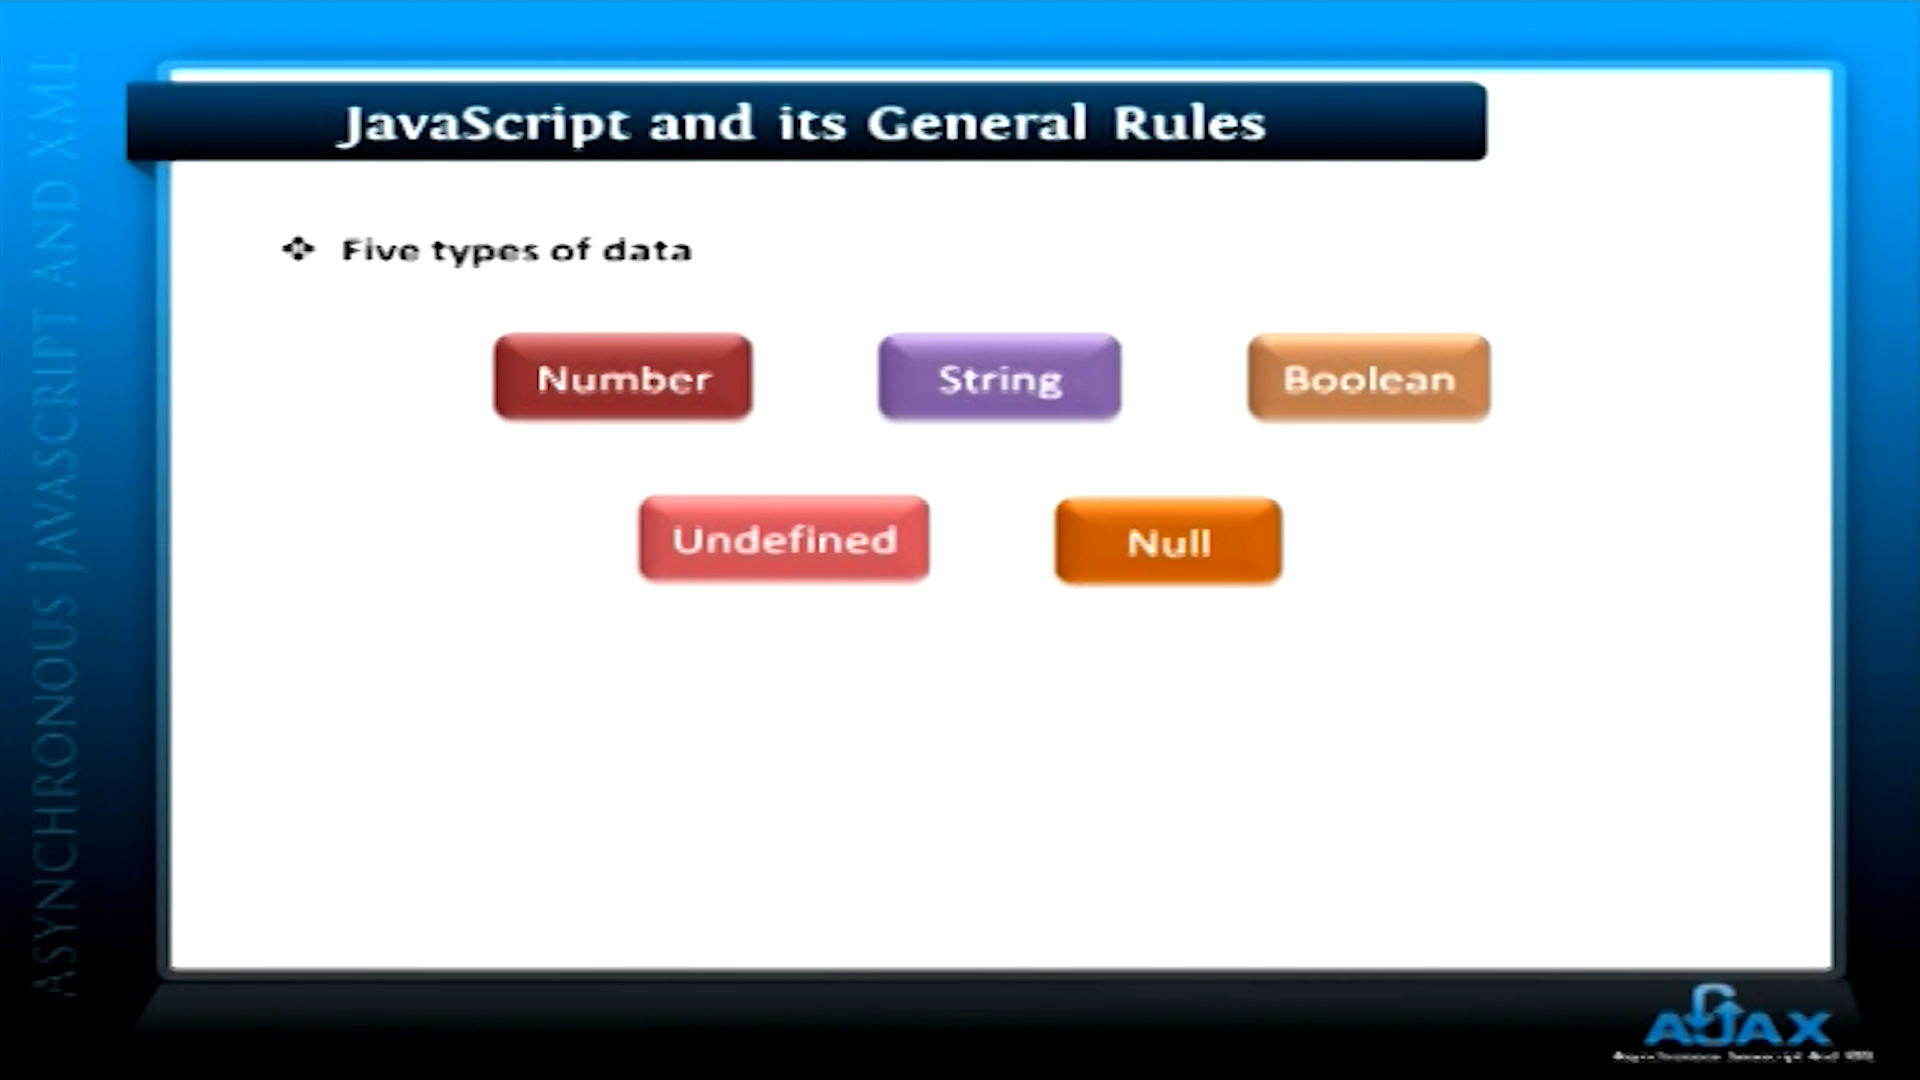 JavaScript and its General Rules
Five types of data
Number String Boolean
Undefined Null
ASYNCHRONOUS JAVASCRIPT AND XML
AJAX